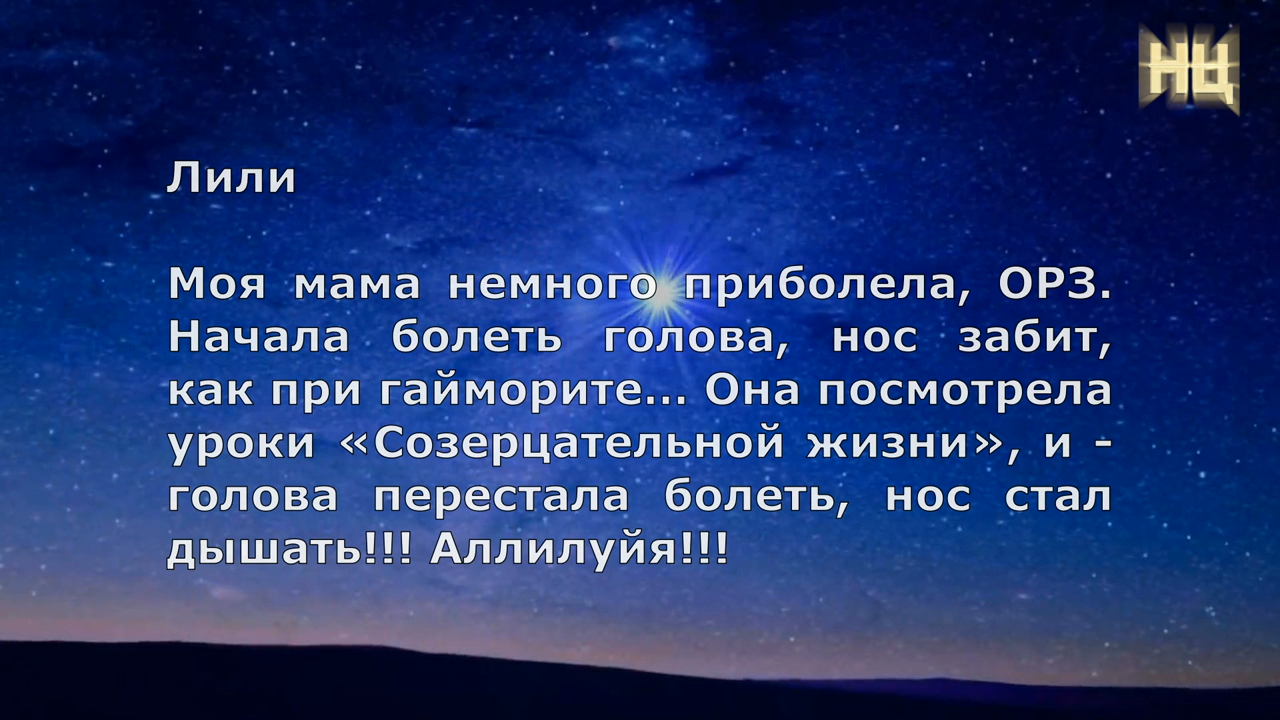 НЦ
Лили
Моя мама немного приболела, ОРЗ.
Начала болеть голова, нос забит,
как при гайморите... Она посмотрела
уроки «Созерцательной жизни», и -
голова перестала болеть, нос стал
дышать!!! Аллилуйя!!!